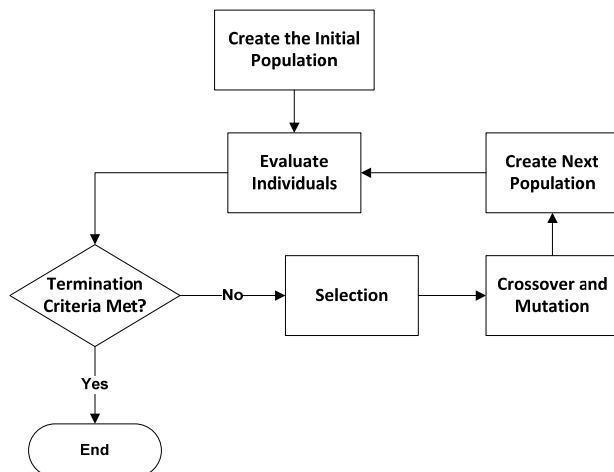 Create the Initial
Population
Evaluate
Individuals
Create Next
Population
Termination
Criteria Met?
No
Selection
Crossover and
Mutation
Yes
End